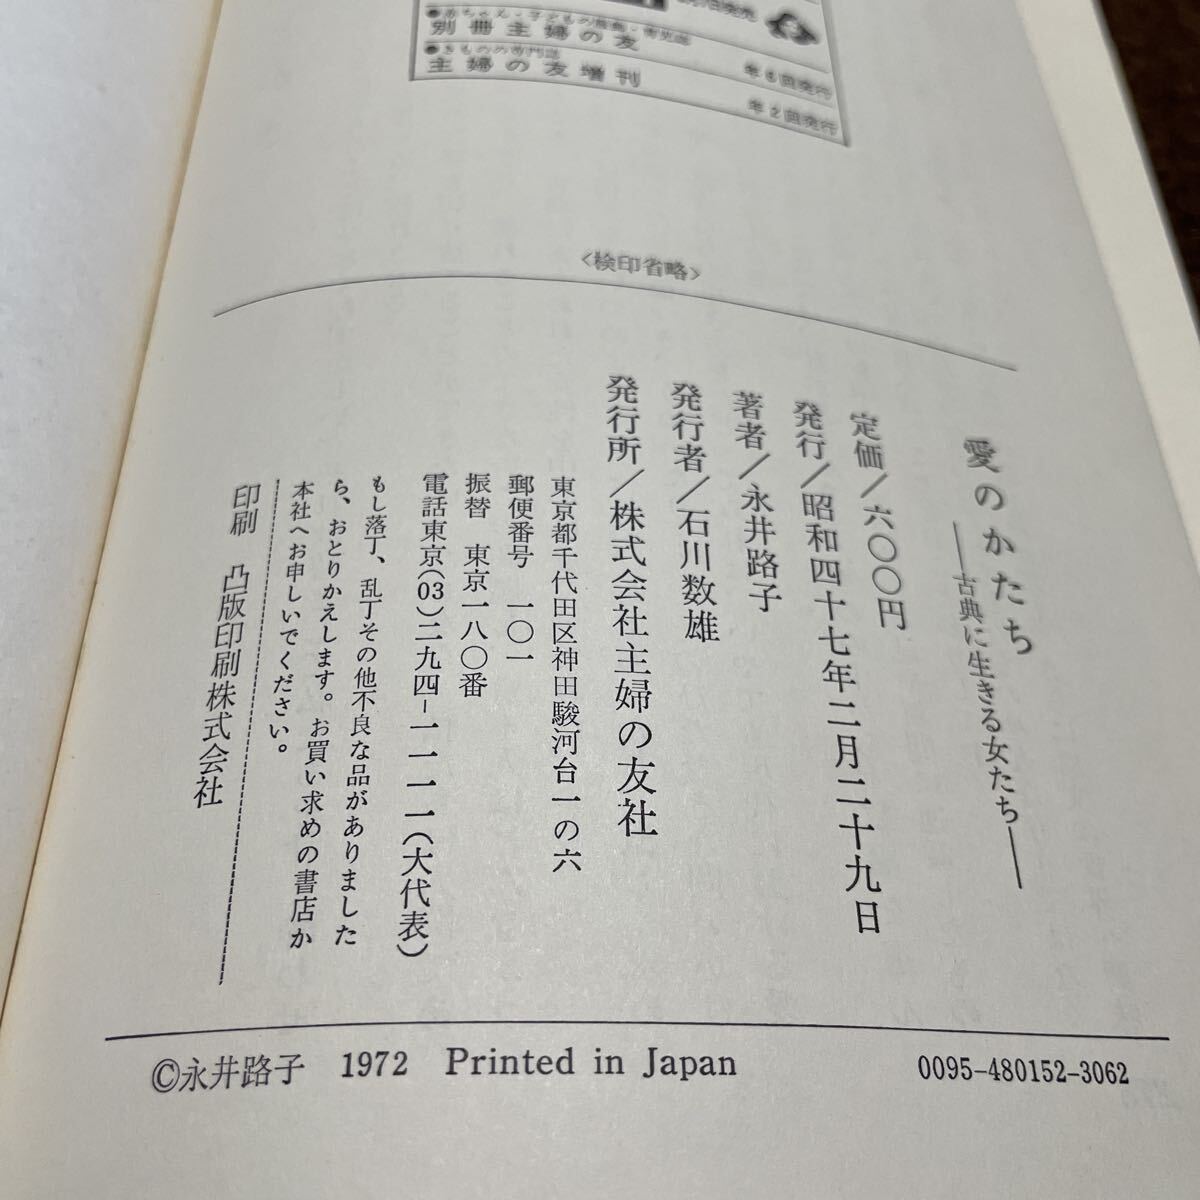 別冊主婦の友
年6回発行
●きものの専門誌
主婦の友増刊
年2回発行
〈検印省略〉
愛のかたち
――古典に生きる女たち――
定価／六〇〇円
発行／昭和四十七年二月二十九日
著者／永井路子
発行者／石川数雄
発行所／株式会社主婦の友社
東京都千代田区神田駿河台一の六
郵便番号　一〇一
振替　東京一八〇番
電話東京(03)二九四-一一一一(大代表)
もし落丁、乱丁その他不良な品がありました
ら、おとりかえします。お買い求めの書店か
本社へお申しいでください。
印刷　凸版印刷株式会社
©永井路子　1972　Printed in Japan
0095-480152-3062